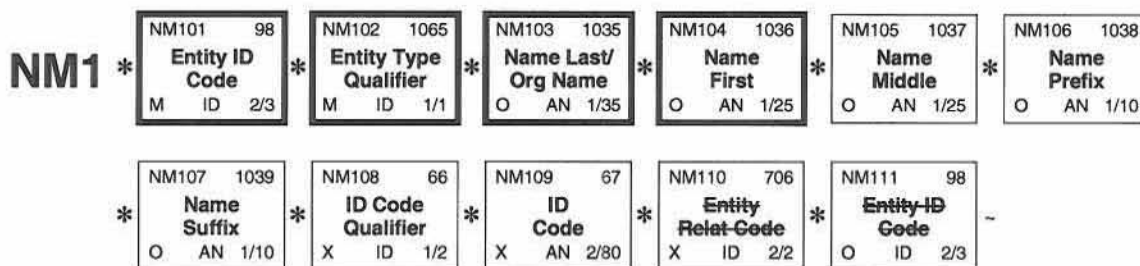 NM1 * NM101 98 * NM102 1065 * NM103 1035 * NM104 1036 * NM105 1037 * NM106 1038
Entity ID Entity Type Name Last/ Name Name Name
Code Qualifier Org Name First Middle Prefix
M ID 2/3 M ID 1/1 O AN 1/35 O AN 1/25 O AN 1/25 O AN 1/10
* NM107 1039 * NM108 66 * NM109 67 * NM110 706 * NM111 98 ~
Name ID Code ID Entity Entity ID
Suffix Qualifier Code Relat Code Code
O AN 1/10 X ID 1/2 X AN 2/80 X ID 2/2 O ID 2/3